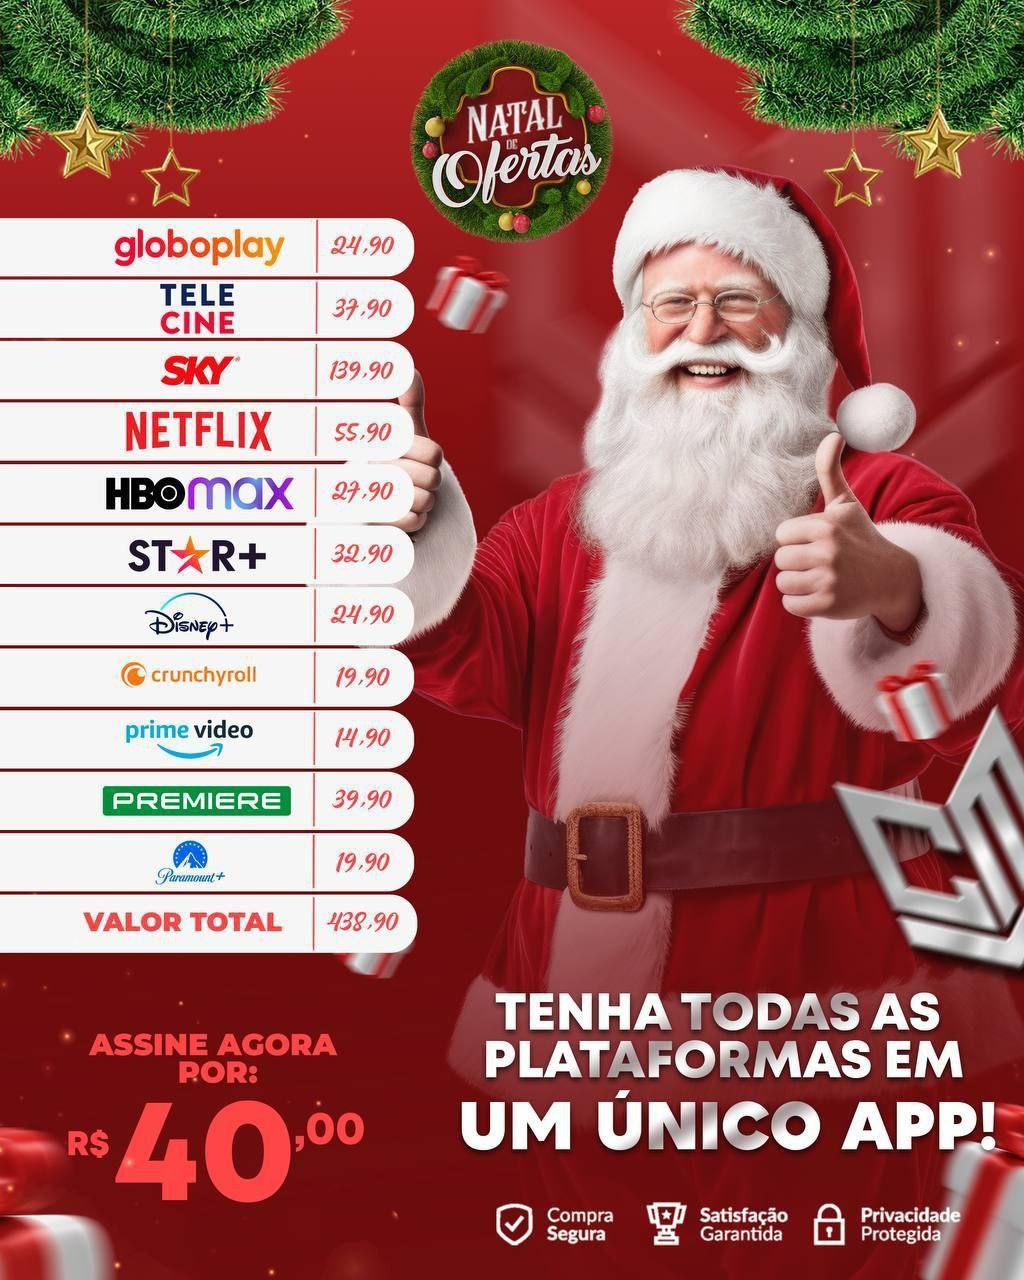 NATAL
DE
Ofertas
globoplay 24,90
TELE
CINE 37,90
SKY 139,90
NETFLIX 55,90
HBOmax 27,90
ST★R+ 32,90
Disney+ 24,90
crunchyroll 19,90
prime video 14,90
PREMIERE 39,90
Paramount+ 19,90
VALOR TOTAL 438,90
ASSINE AGORA
POR:
R$ 40,00
TENHA TODAS AS
PLATAFORMAS EM
UM ÚNICO APP!
Compra
Segura
Satisfação
Garantida
Privacidade
Protegida